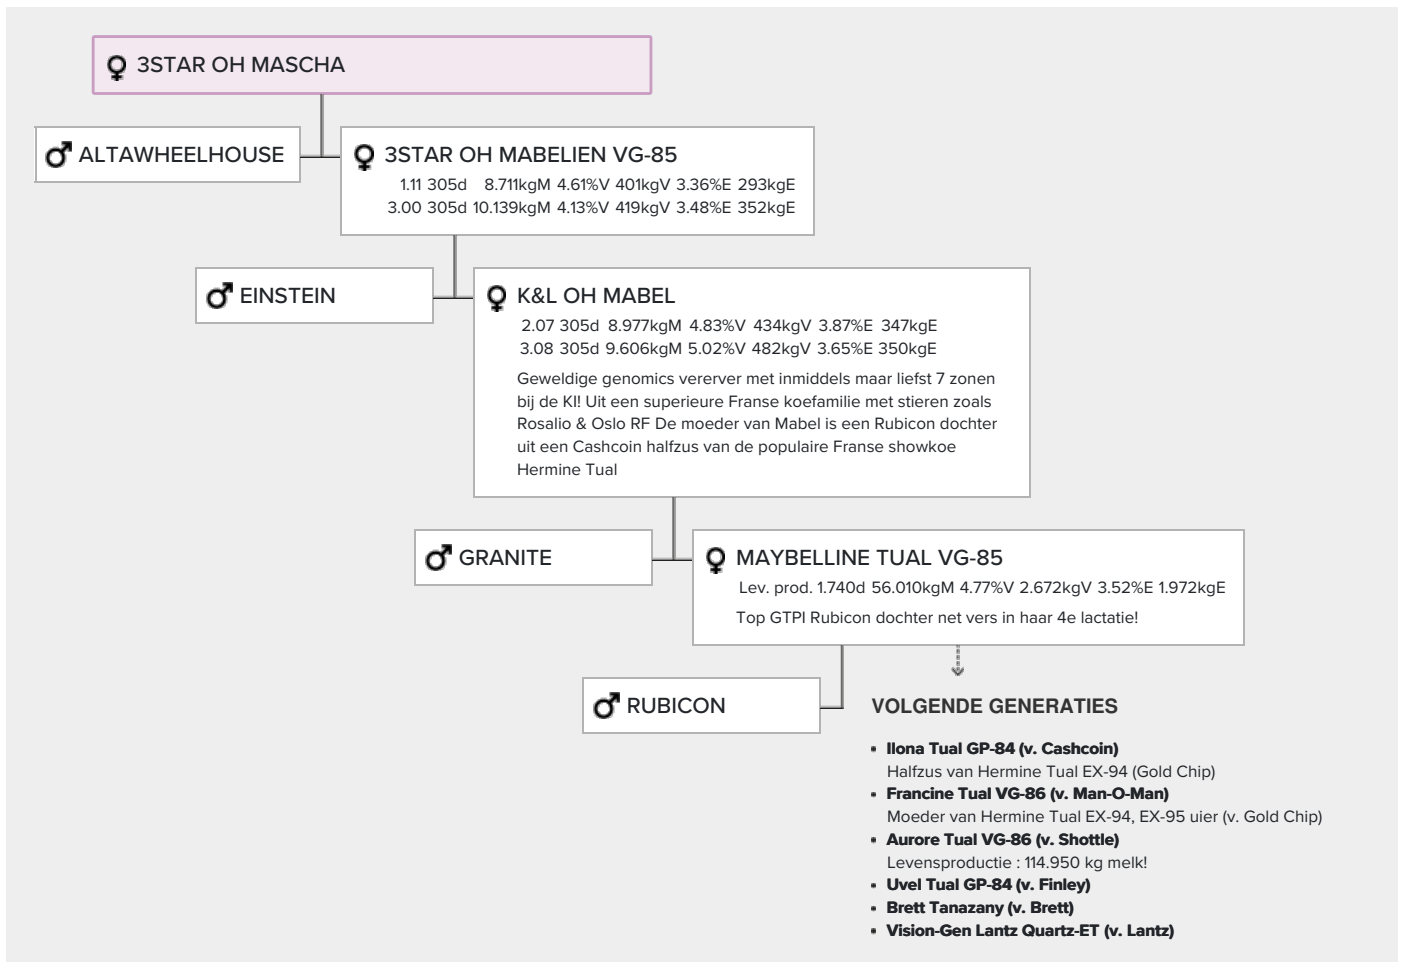 3STAR OH MASCHA
ALTAWHEELHOUSE
3STAR OH MABELIEN VG-85
1.11 305d 8.711kgM 4.61%V 401kgV 3.36%E 293kgE
3.00 305d 10.139kgM 4.13%V 419kgV 3.48%E 352kgE
EINSTEIN
K&L OH MABEL
2.07 305d 8.977kgM 4.83%V 434kgV 3.87%E 347kgE
3.08 305d 9.606kgM 5.02%V 482kgV 3.65%E 350kgE
Geweldige genomics vererver met inmiddels maar liefst 7 zonen
bij de KI! Uit een superieure Franse koefamilie met stieren zoals
Rosalio & Oslo RF De moeder van Mabel is een Rubicon dochter
uit een Cashcoin halfzus van de populaire Franse showkoe
Hermine Tual
GRANITE
MAYBELLINE TUAL VG-85
Lev. prod. 1.740d 56.010kgM 4.77%V 2.672kgV 3.52%E 1.972kgE
Top GTPI Rubicon dochter net vers in haar 4e lactatie!
RUBICON
VOLGENDE GENERATIES
• Ilona Tual GP-84 (v. Cashcoin)
Halfzus van Hermine Tual EX-94 (Gold Chip)
• Francine Tual VG-86 (v. Man-O-Man)
Moeder van Hermine Tual EX-94, EX-95 uier (v. Gold Chip)
• Aurore Tual VG-86 (v. Shottle)
Levensproductie : 114.950 kg melk!
• Uvel Tual GP-84 (v. Finley)
• Brett Tanazany (v. Brett)
• Vision-Gen Lantz Quartz-ET (v. Lantz)